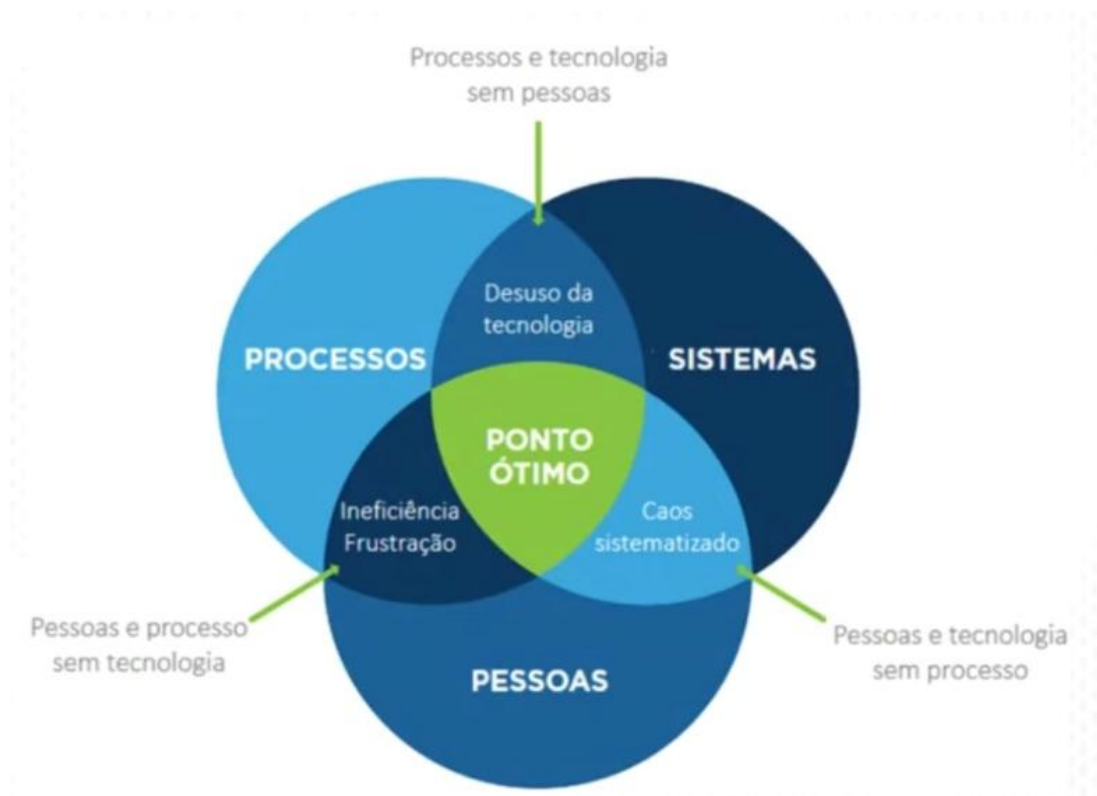 Processos e tecnologia
sem pessoas
Desuso da
tecnologia
PROCESSOS
SISTEMAS
PONTO
ÓTIMO
Ineficiência
Frustração
Caos
sistematizado
Pessoas e processo
sem tecnologia
Pessoas e tecnologia
sem processo
PESSOAS